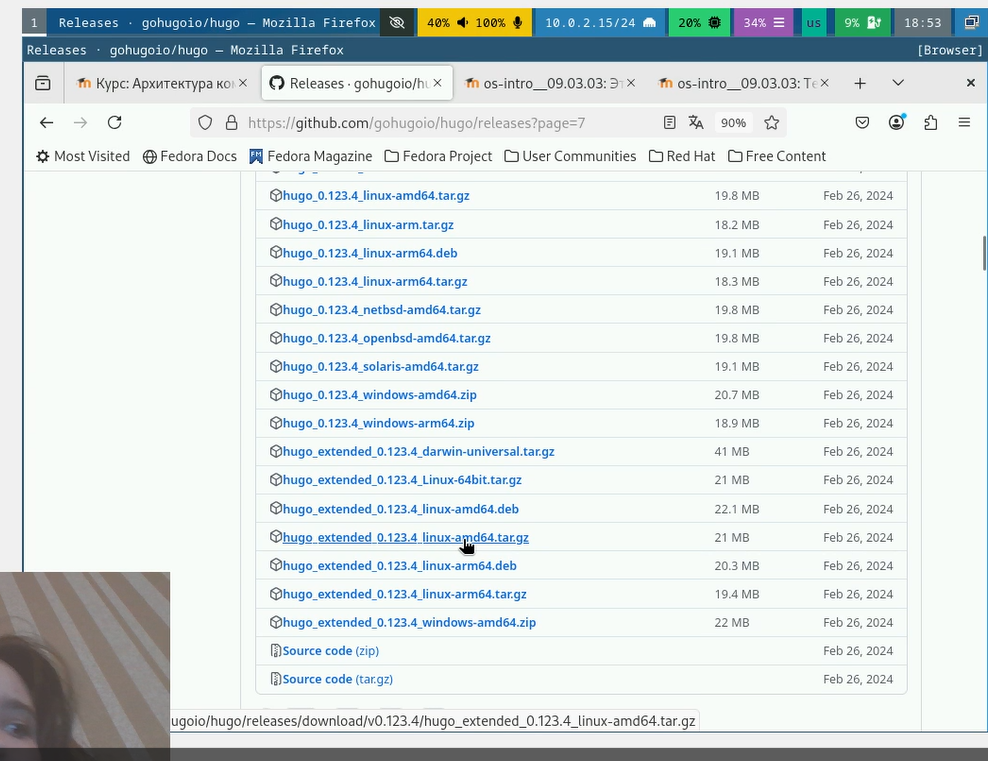 1 Releases · gohugoio/hugo — Mozilla Firefox 40% 100% 10.0.2.15/24 20% 34% us 9% 18:53
Releases · gohugoio/hugo — Mozilla Firefox [Browser]
Курс: Архитектура ко Releases · gohugoio/hu os-intro__09.03.03: Эт os-intro__09.03.03: Те
https://github.com/gohugoio/hugo/releases?page=7 90%
Most Visited Fedora Docs Fedora Magazine Fedora Project User Communities Red Hat Free Content
hugo_0.123.4_linux-amd64.tar.gz 19.8 MB Feb 26, 2024
hugo_0.123.4_linux-arm.tar.gz 18.2 MB Feb 26, 2024
hugo_0.123.4_linux-arm64.deb 19.1 MB Feb 26, 2024
hugo_0.123.4_linux-arm64.tar.gz 18.3 MB Feb 26, 2024
hugo_0.123.4_netbsd-amd64.tar.gz 19.8 MB Feb 26, 2024
hugo_0.123.4_openbsd-amd64.tar.gz 19.8 MB Feb 26, 2024
hugo_0.123.4_solaris-amd64.tar.gz 19.1 MB Feb 26, 2024
hugo_0.123.4_windows-amd64.zip 20.7 MB Feb 26, 2024
hugo_0.123.4_windows-arm64.zip 18.9 MB Feb 26, 2024
hugo_extended_0.123.4_darwin-universal.tar.gz 41 MB Feb 26, 2024
hugo_extended_0.123.4_Linux-64bit.tar.gz 21 MB Feb 26, 2024
hugo_extended_0.123.4_linux-amd64.deb 22.1 MB Feb 26, 2024
hugo_extended_0.123.4_linux-amd64.tar.gz 21 MB Feb 26, 2024
hugo_extended_0.123.4_linux-arm64.deb 20.3 MB Feb 26, 2024
hugo_extended_0.123.4_linux-arm64.tar.gz 19.4 MB Feb 26, 2024
hugo_extended_0.123.4_windows-amd64.zip 22 MB Feb 26, 2024
Source code (zip) Feb 26, 2024
Source code (tar.gz) Feb 26, 2024
ugoio/hugo/releases/download/v0.123.4/hugo_extended_0.123.4_linux-amd64.tar.gz